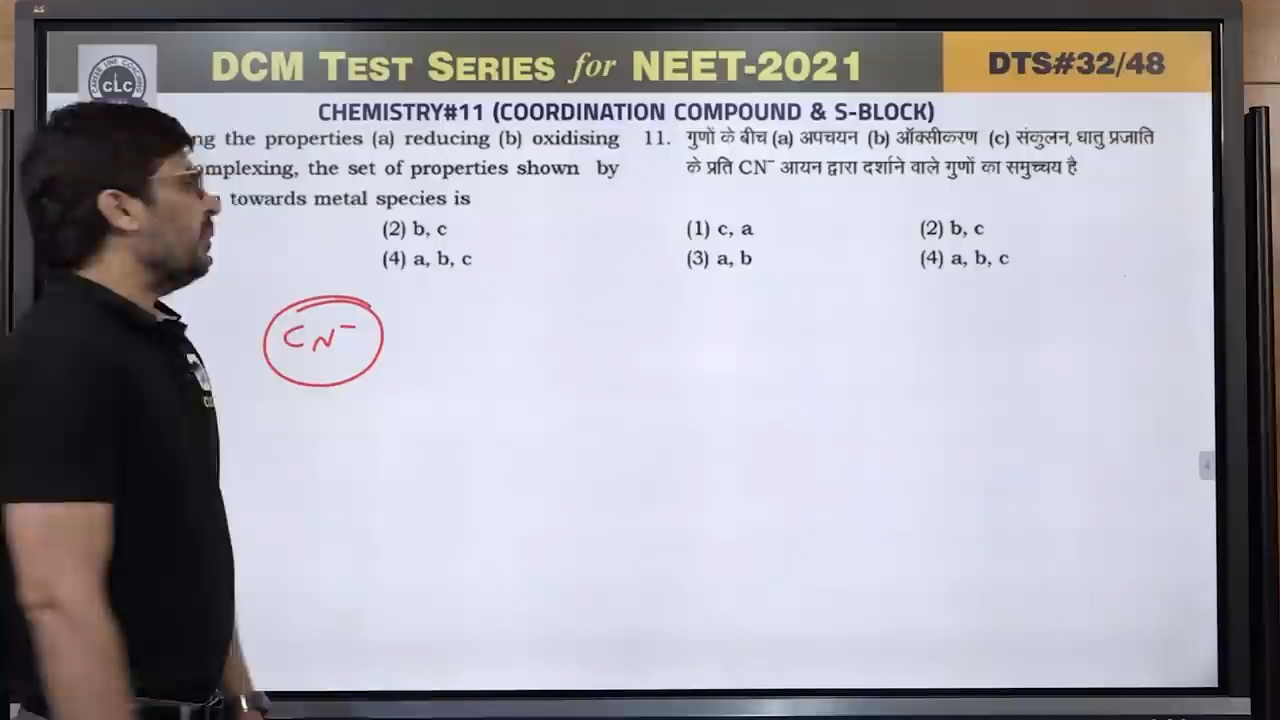 DCM TEST SERIES for NEET-2021
DTS#32/48
CLC
CHEMISTRY#11 (COORDINATION COMPOUND & S-BLOCK)
the properties (a) reducing (b) oxidising
the set of properties shown by
towards metal species is
(2) b, c
(4) a, b, c
11. गुणों के बीच (a) अपचयन (b) ऑक्सीकरण (c) संकुलन, धातु प्रजाति
के प्रति CN⁻ आयन द्वारा दर्शाने वाले गुणों का समुच्चय है
(1) c, a (2) b, c
(3) a, b (4) a, b, c
CN⁻